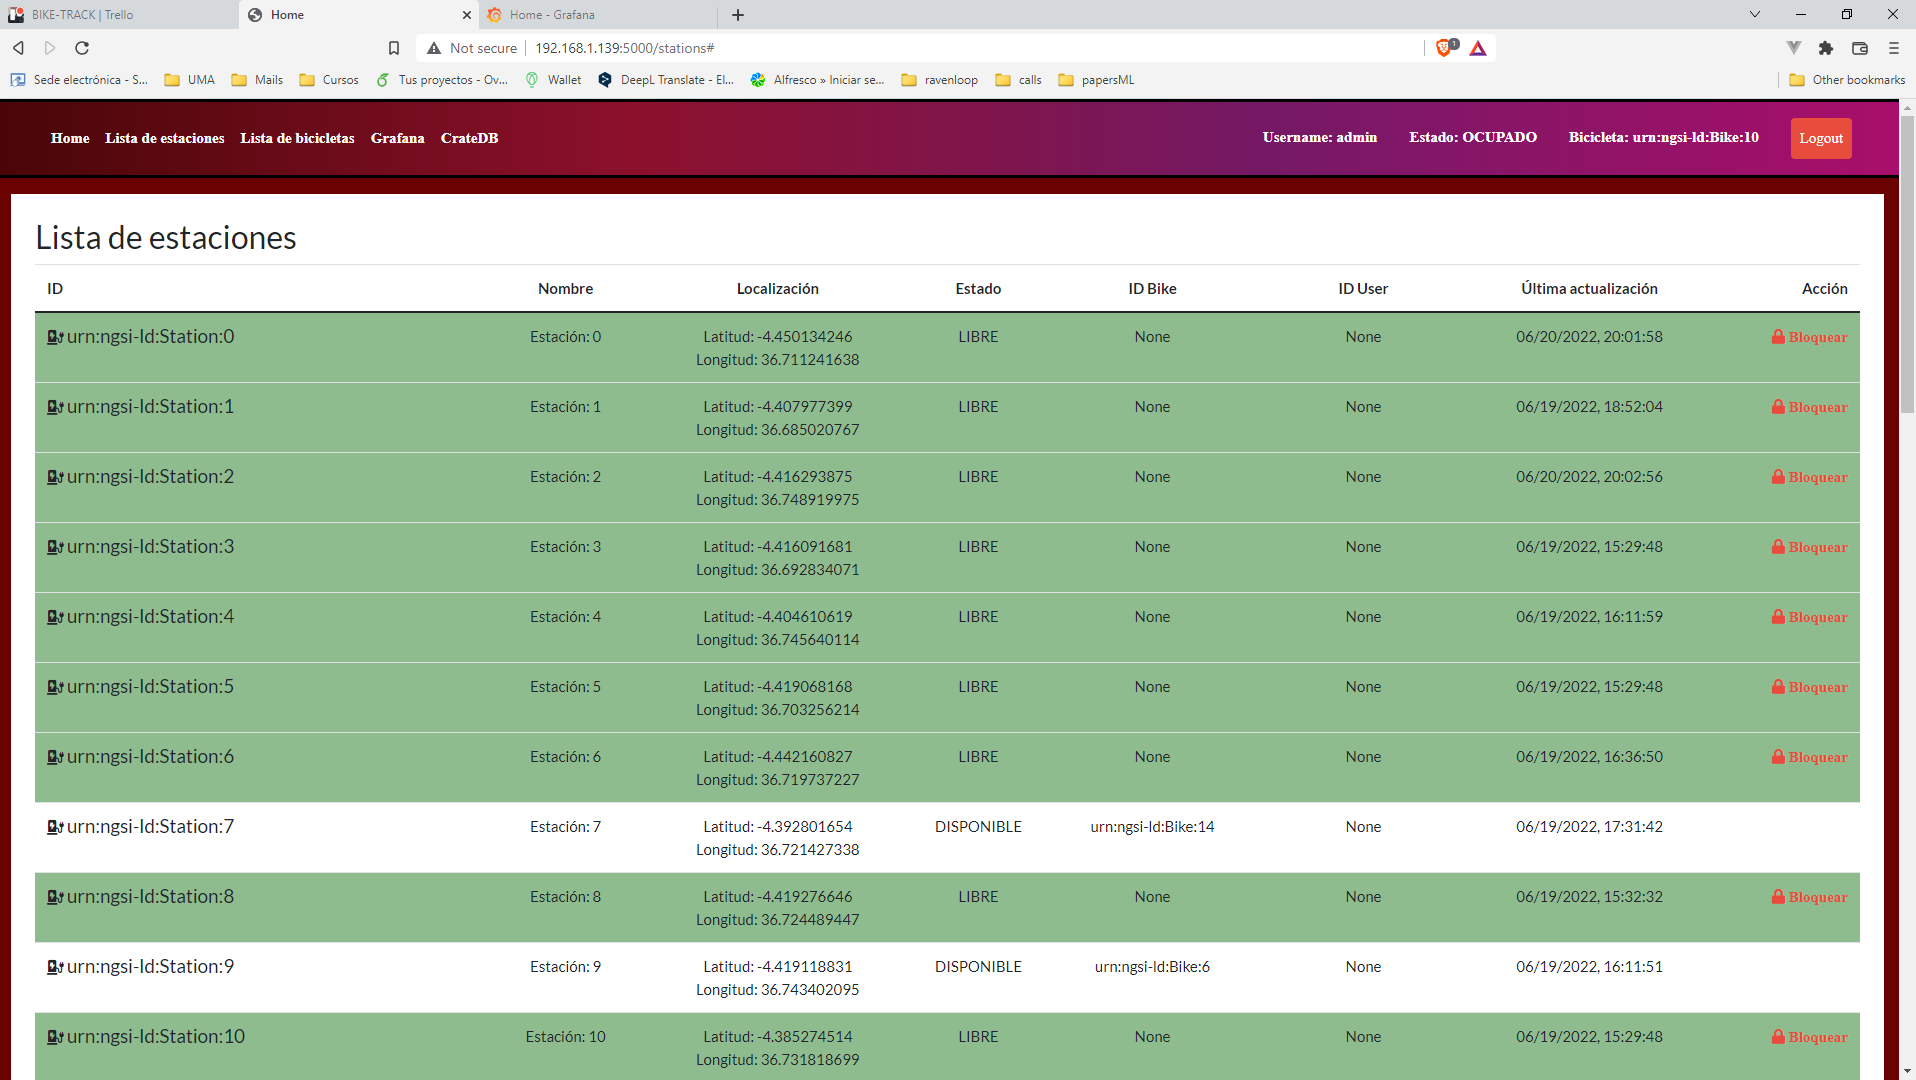 BIKE-TRACK | Trello
Home
Home - Grafana
Not secure
192.168.1.139:5000/stations#
1
Sede electrónica - S...
UMA
Mails
Cursos
Tus proyectos - Ov...
Wallet
DeepL Translate - El...
Alfresco » Iniciar se...
ravenloop
calls
papersML
Other bookmarks
Home Lista de estaciones Lista de bicicletas Grafana CrateDB
Username: admin Estado: OCUPADO Bicicleta: urn:ngsi-ld:Bike:10 Logout
Lista de estaciones
ID Nombre Localización Estado ID Bike ID User Última actualización Acción
urn:ngsi-ld:Station:0 Estación: 0 Latitud: -4.450134246 LIBRE None None 06/20/2022, 20:01:58 Bloquear
Longitud: 36.711241638
urn:ngsi-ld:Station:1 Estación: 1 Latitud: -4.407977399 LIBRE None None 06/19/2022, 18:52:04 Bloquear
Longitud: 36.685020767
urn:ngsi-ld:Station:2 Estación: 2 Latitud: -4.416293875 LIBRE None None 06/20/2022, 20:02:56 Bloquear
Longitud: 36.748919975
urn:ngsi-ld:Station:3 Estación: 3 Latitud: -4.416091681 LIBRE None None 06/19/2022, 15:29:48 Bloquear
Longitud: 36.692834071
urn:ngsi-ld:Station:4 Estación: 4 Latitud: -4.404610619 LIBRE None None 06/19/2022, 16:11:59 Bloquear
Longitud: 36.745640114
urn:ngsi-ld:Station:5 Estación: 5 Latitud: -4.419068168 LIBRE None None 06/19/2022, 15:29:48 Bloquear
Longitud: 36.703256214
urn:ngsi-ld:Station:6 Estación: 6 Latitud: -4.442160827 LIBRE None None 06/19/2022, 16:36:50 Bloquear
Longitud: 36.719737227
urn:ngsi-ld:Station:7 Estación: 7 Latitud: -4.392801654 DISPONIBLE urn:ngsi-ld:Bike:14 None 06/19/2022, 17:31:42
Longitud: 36.721427338
urn:ngsi-ld:Station:8 Estación: 8 Latitud: -4.419276646 LIBRE None None 06/19/2022, 15:32:32 Bloquear
Longitud: 36.724489447
urn:ngsi-ld:Station:9 Estación: 9 Latitud: -4.419118831 DISPONIBLE urn:ngsi-ld:Bike:6 None 06/19/2022, 16:11:51
Longitud: 36.743402095
urn:ngsi-ld:Station:10 Estación: 10 Latitud: -4.385274514 LIBRE None None 06/19/2022, 15:29:48 Bloquear
Longitud: 36.731818699